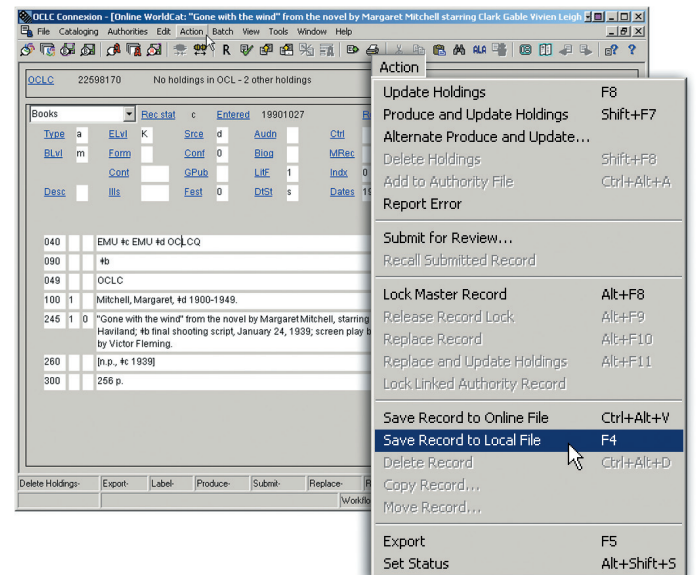 OCLC Connexion - [Online WorldCat: "Gone with the wind" from the novel by Margaret Mitchell starring Clark Gable Vivien Leigh
File Cataloging Authorities Edit Action Batch View Tools Window Help
OCLC 22598170 No holdings in OCL - 2 other holdings
Books Rec stat c Entered 19901027
Type a ELvl K Srce d Audn Ctrl
BLvl m Form Conf 0 Biog MRec
Cont GPub LitF 1 Indx 0
Desc Ills Fest 0 DtSt s Dates 19
040 EMU ‡c EMU ‡d OCLCQ
090 ‡b
049 OCLC
100 1 Mitchell, Margaret, ‡d 1900-1949.
245 1 0 "Gone with the wind" from the novel by Margaret Mitchell, starring
Haviland; ‡b final shooting script, January 24, 1939; screen play b
by Victor Fleming.
260 [n.p., ‡c 1939]
300 256 p.
Delete Holdings- Export- Label- Produce- Submit- Replace- R
Workflo
Action
Update Holdings F8
Produce and Update Holdings Shift+F7
Alternate Produce and Update...
Delete Holdings Shift+F8
Add to Authority File Ctrl+Alt+A
Report Error
Submit for Review...
Recall Submitted Record
Lock Master Record Alt+F8
Release Record Lock Alt+F9
Replace Record Alt+F10
Replace and Update Holdings Alt+F11
Lock Linked Authority Record
Save Record to Online File Ctrl+Alt+V
Save Record to Local File F4
Delete Record Ctrl+Alt+D
Copy Record...
Move Record...
Export F5
Set Status Alt+Shift+S